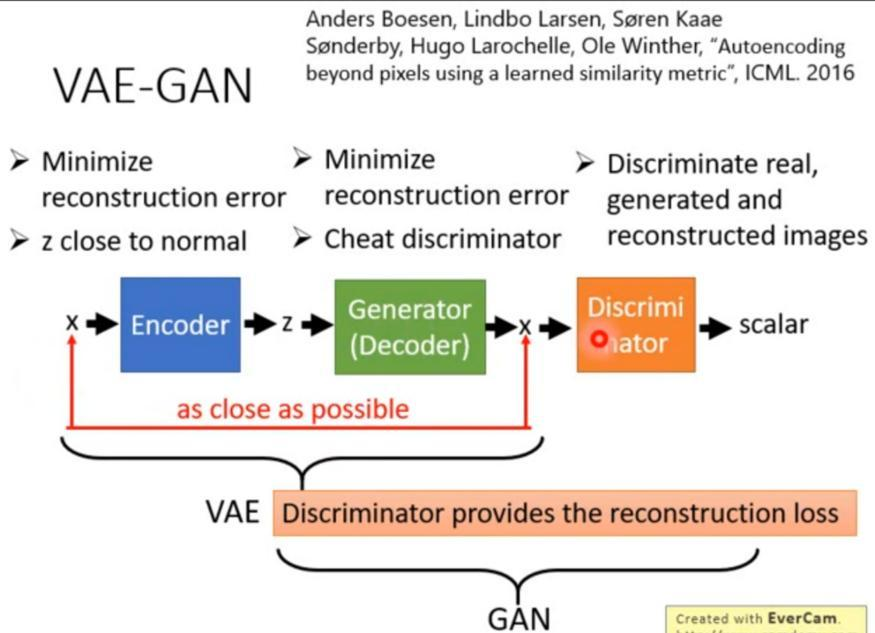 Anders Boesen, Lindbo Larsen, Søren Kaae
Sønderby, Hugo Larochelle, Ole Winther, “Autoencoding
beyond pixels using a learned similarity metric”, ICML. 2016
VAE-GAN
➢ Minimize
reconstruction error
➢ z close to normal
➢ Minimize
reconstruction error
➢ Cheat discriminator
➢ Discriminate real,
generated and
reconstructed images
x
Encoder
z
Generator
(Decoder)
x
Discrimi
nator
scalar
as close as possible
VAE
Discriminator provides the reconstruction loss
GAN
Created with EverCam.